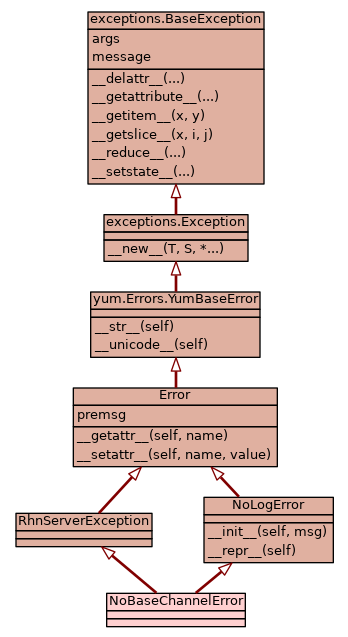 exceptions.BaseException
args
message
__delattr__(...)
__getattribute__(...)
__getitem__(x, y)
__getslice__(x, i, j)
__reduce__(...)
__setstate__(...)
exceptions.Exception
__new__(T, S, *...)
yum.Errors.YumBaseError
__str__(self)
__unicode__(self)
Error
premsg
__getattr__(self, name)
__setattr__(self, name, value)
RhnServerException
NoLogError
__init__(self, msg)
__repr__(self)
NoBaseChannelError